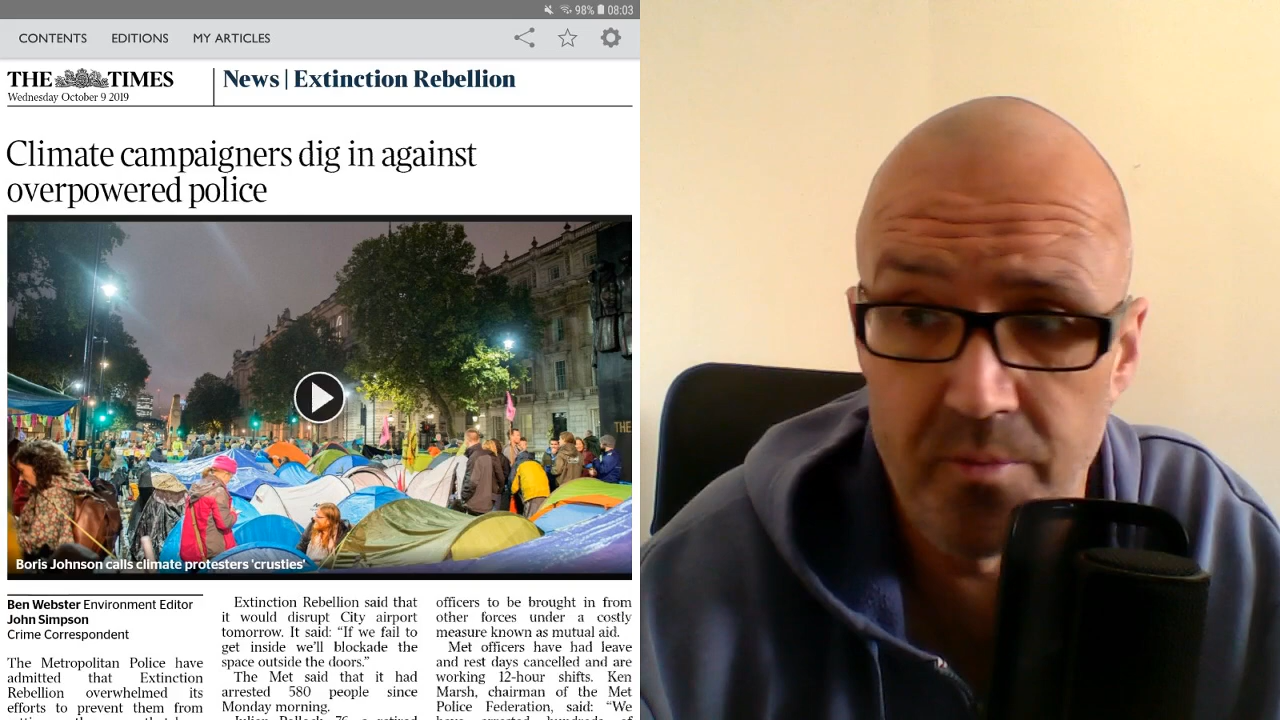 98% 08:03
CONTENTS EDITIONS MY ARTICLES
THE TIMES
Wednesday October 9 2019
News | Extinction Rebellion
Climate campaigners dig in against
overpowered police
THE
Boris Johnson calls climate protesters 'crusties'
Ben Webster Environment Editor
John Simpson
Crime Correspondent
The Metropolitan Police have
admitted that Extinction
Rebellion overwhelmed its
efforts to prevent them from
Extinction Rebellion said that
it would disrupt City airport
tomorrow. It said: “If we fail to
get inside we’ll blockade the
space outside the doors.”
The Met said that it had
arrested 580 people since
Monday morning.
officers to be brought in from
other forces under a costly
measure known as mutual aid.
Met officers have had leave
and rest days cancelled and are
working 12-hour shifts. Ken
Marsh, chairman of the Met
Police Federation, said: “We